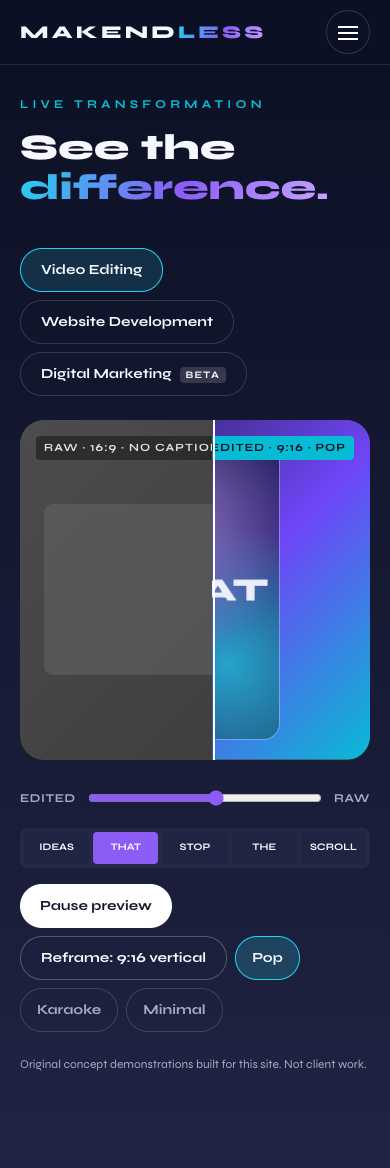 MAKENDLESS
LIVE TRANSFORMATION
See the
difference.
Video Editing
Website Development
Digital Marketing BETA
RAW · 16:9 · NO CAPTIO
EDITED · 9:16 · POP
AT
EDITED
RAW
IDEAS THAT STOP THE SCROLL
Pause preview
Reframe: 9:16 vertical Pop
Karaoke Minimal
Original concept demonstrations built for this site. Not client work.